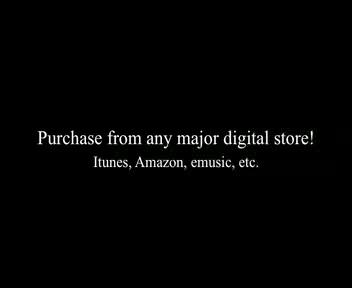 Purchase from any major digital store!
Itunes, Amazon, emusic, etc.